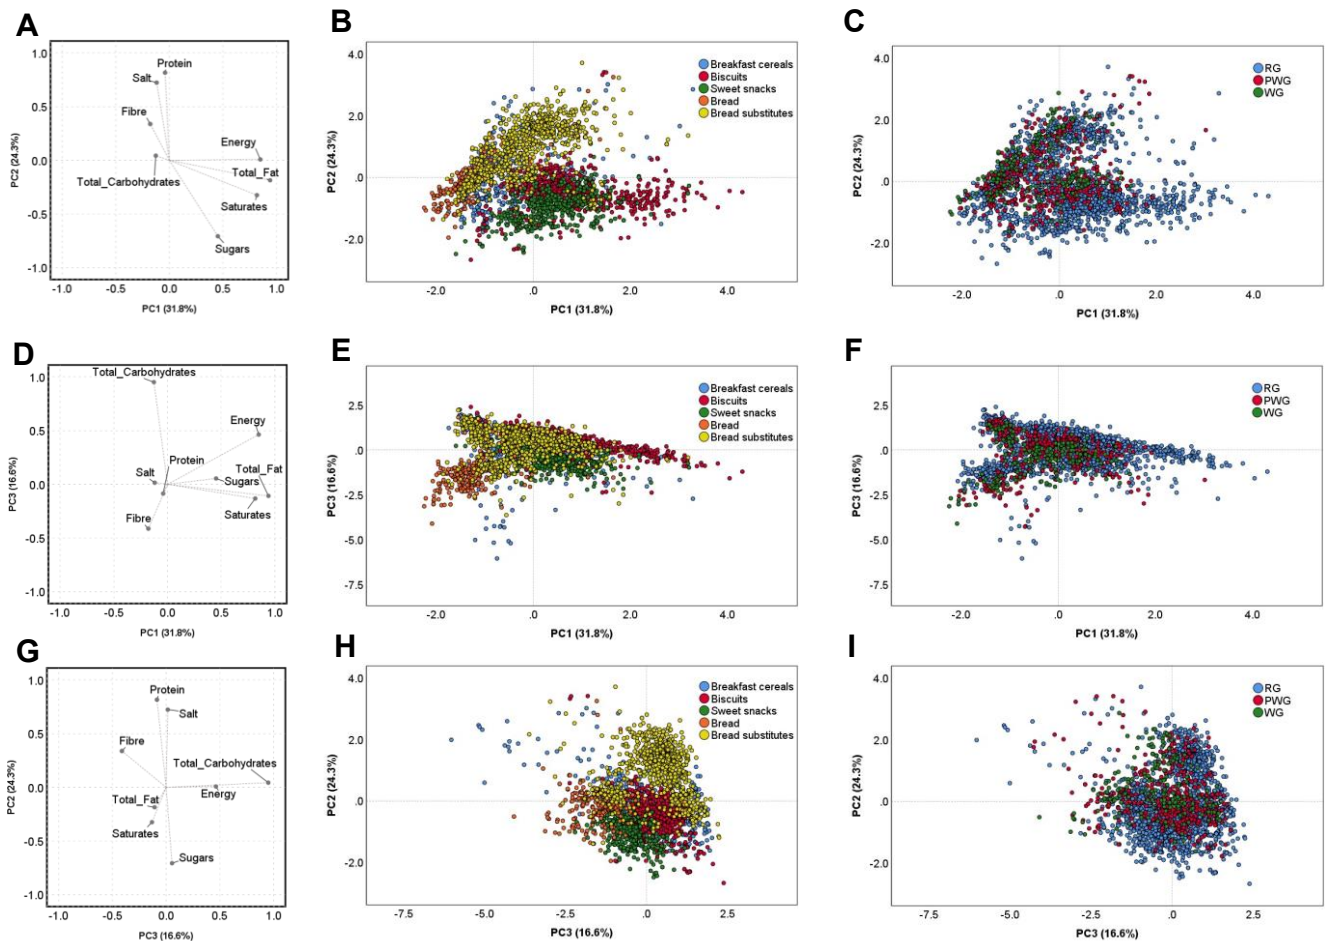 A
1.0
0.5
0.0
-0.5
-1.0
PC2 (24.3%)
Protein
Salt
Fibre
Energy
Total_Carbohydrates
Total_Fat
Saturates
Sugars
-1.0 -0.5 0.0 0.5 1.0
PC1 (31.8%)
B
4.0
2.0
.0
-2.0
PC2 (24.3%)
Breakfast cereals
Biscuits
Sweet snacks
Bread
Bread substitutes
-2.0 .0 2.0 4.0
PC1 (31.8%)
C
4.0
2.0
.0
-2.0
PC2 (24.3%)
RG
PWG
WG
-2.0 .0 2.0 4.0
PC1 (31.8%)
D
1.0
0.5
0.0
-0.5
-1.0
PC3 (16.6%)
Total_Carbohydrates
Energy
Protein
Salt
Total_Fat
Sugars
Saturates
Fibre
-1.0 -0.5 0.0 0.5 1.0
PC1 (31.8%)
E
2.5
.0
-2.5
-5.0
-7.5
PC3 (16.6%)
Breakfast cereals
Biscuits
Sweet snacks
Bread
Bread substitutes
-2.0 .0 2.0 4.0
PC1 (31.8%)
F
2.5
.0
-2.5
-5.0
-7.5
PC3 (16.6%)
RG
PWG
WG
-2.0 .0 2.0 4.0
PC1 (31.8%)
G
1.0
0.5
0.0
-0.5
-1.0
PC2 (24.3%)
Protein
Salt
Fibre
Total_Carbohydrates
Total_Fat
Energy
Saturates
Sugars
-1.0 -0.5 0.0 0.5 1.0
PC3 (16.6%)
H
4.0
2.0
.0
-2.0
PC2 (24.3%)
Breakfast cereals
Biscuits
Sweet snacks
Bread
Bread substitutes
-7.5 -5.0 -2.5 .0 2.5
PC3 (16.6%)
I
4.0
2.0
.0
-2.0
PC2 (24.3%)
RG
PWG
WG
-7.5 -5.0 -2.5 .0 2.5
PC3 (16.6%)